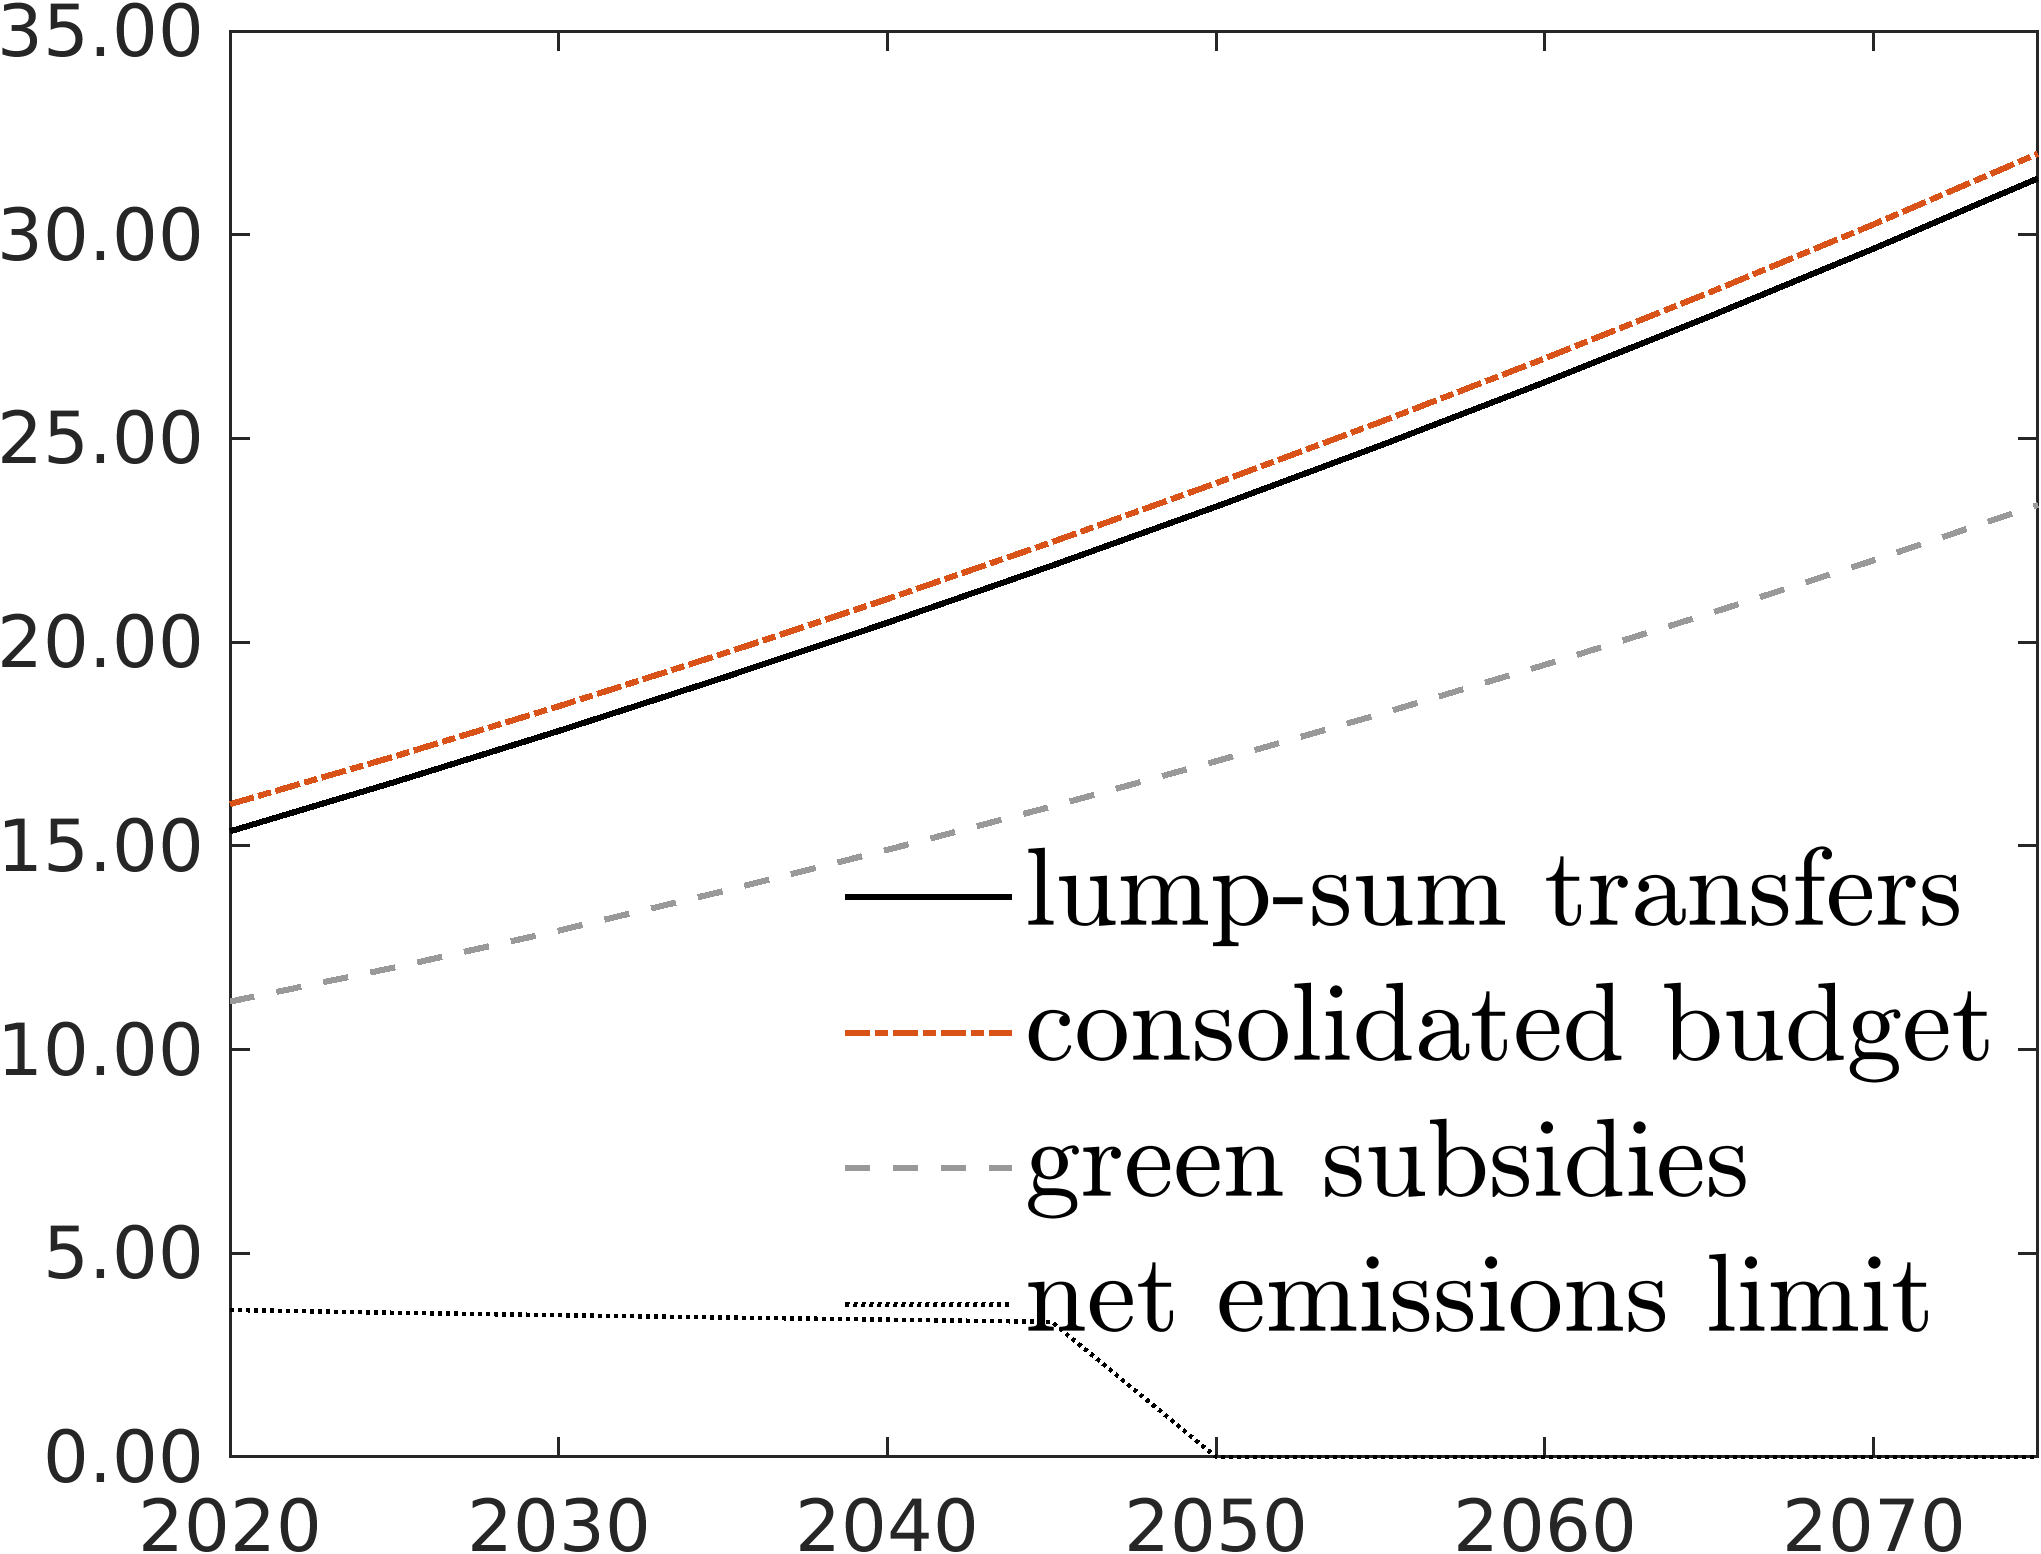 35.00
30.00
25.00
20.00
15.00
10.00
5.00
0.00
lump-sum transfers
consolidated budget
green subsidies
net emissions limit
2020 2030 2040 2050 2060 2070